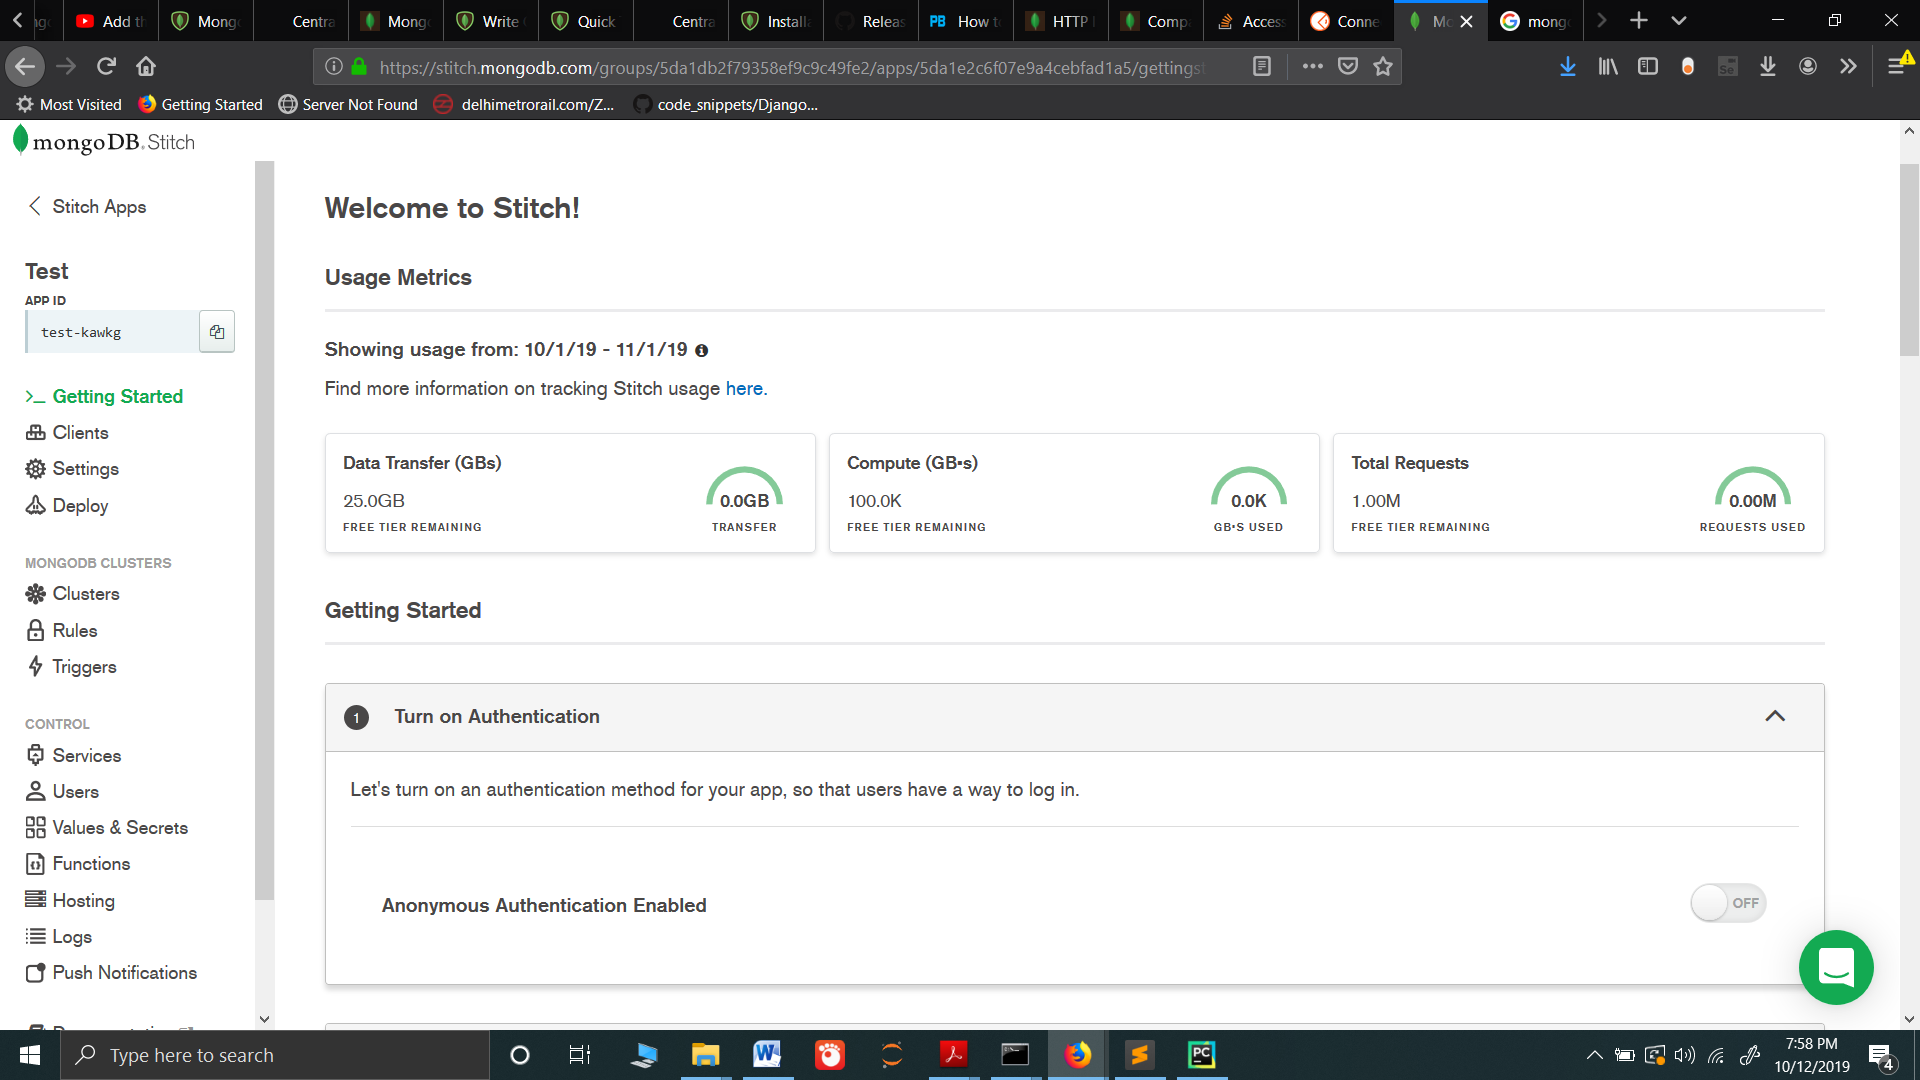 Add th
Mong
Centra
Mong
Write
Quick
Centra
Install
Releas
PB How t
HTTP
Comp
Access
Conne
Mo
G mong
https://stitch.mongodb.com/groups/5da1db2f79358ef9c9c49fe2/apps/5da1e2c6f07e9a4cebfad1a5/gettings
Most Visited
Getting Started
Server Not Found
delhimetrorail.com/Z...
code_snippets/Django...
mongoDB. Stitch
Stitch Apps
Test
APP ID
test-kawkg
Getting Started
Clients
Settings
Deploy
MONGODB CLUSTERS
Clusters
Rules
Triggers
CONTROL
Services
Users
Values & Secrets
Functions
Hosting
Logs
Push Notifications
Welcome to Stitch!
Usage Metrics
Showing usage from: 10/1/19 - 11/1/19
Find more information on tracking Stitch usage here.
Data Transfer (GBs)
25.0GB
FREE TIER REMAINING
0.0GB
TRANSFER
Compute (GB•s)
100.0K
FREE TIER REMAINING
0.0K
GB•S USED
Total Requests
1.00M
FREE TIER REMAINING
0.00M
REQUESTS USED
Getting Started
1 Turn on Authentication
Let's turn on an authentication method for your app, so that users have a way to log in.
Anonymous Authentication Enabled
OFF
Type here to search
PC
7:58 PM
10/12/2019
4